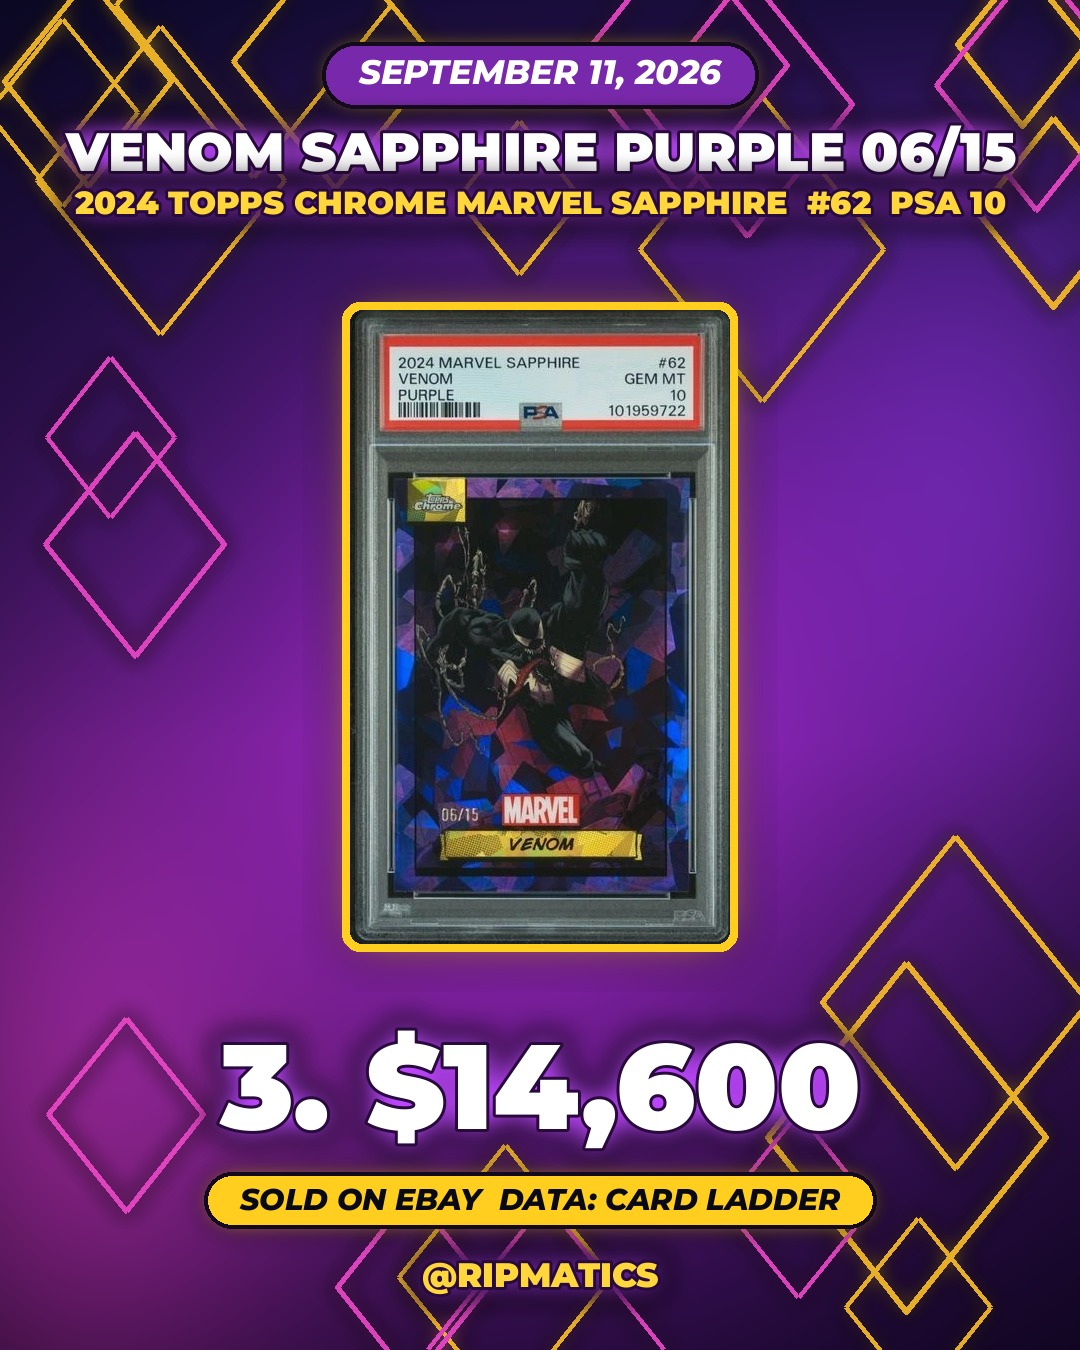 SEPTEMBER 11, 2026
VENOM SAPPHIRE PURPLE 06/15
2024 TOPPS CHROME MARVEL SAPPHIRE #62 PSA 10
2024 MARVEL SAPPHIRE #62
VENOM GEM MT
PURPLE 10
PSA 101959722
Topps
Chrome
06/15 MARVEL
VENOM
PSA
3. $14,600
SOLD ON EBAY DATA: CARD LADDER
@RIPMATICS